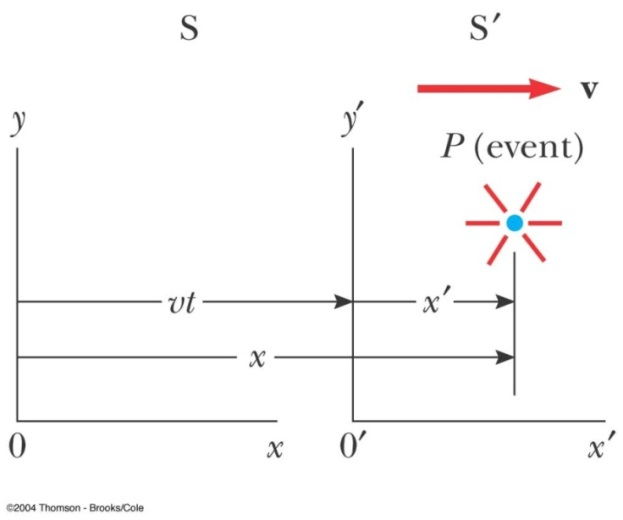 S S′
v
y y′
P (event)
vt x′
x
0 x 0′ x′
©2004 Thomson - Brooks/Cole